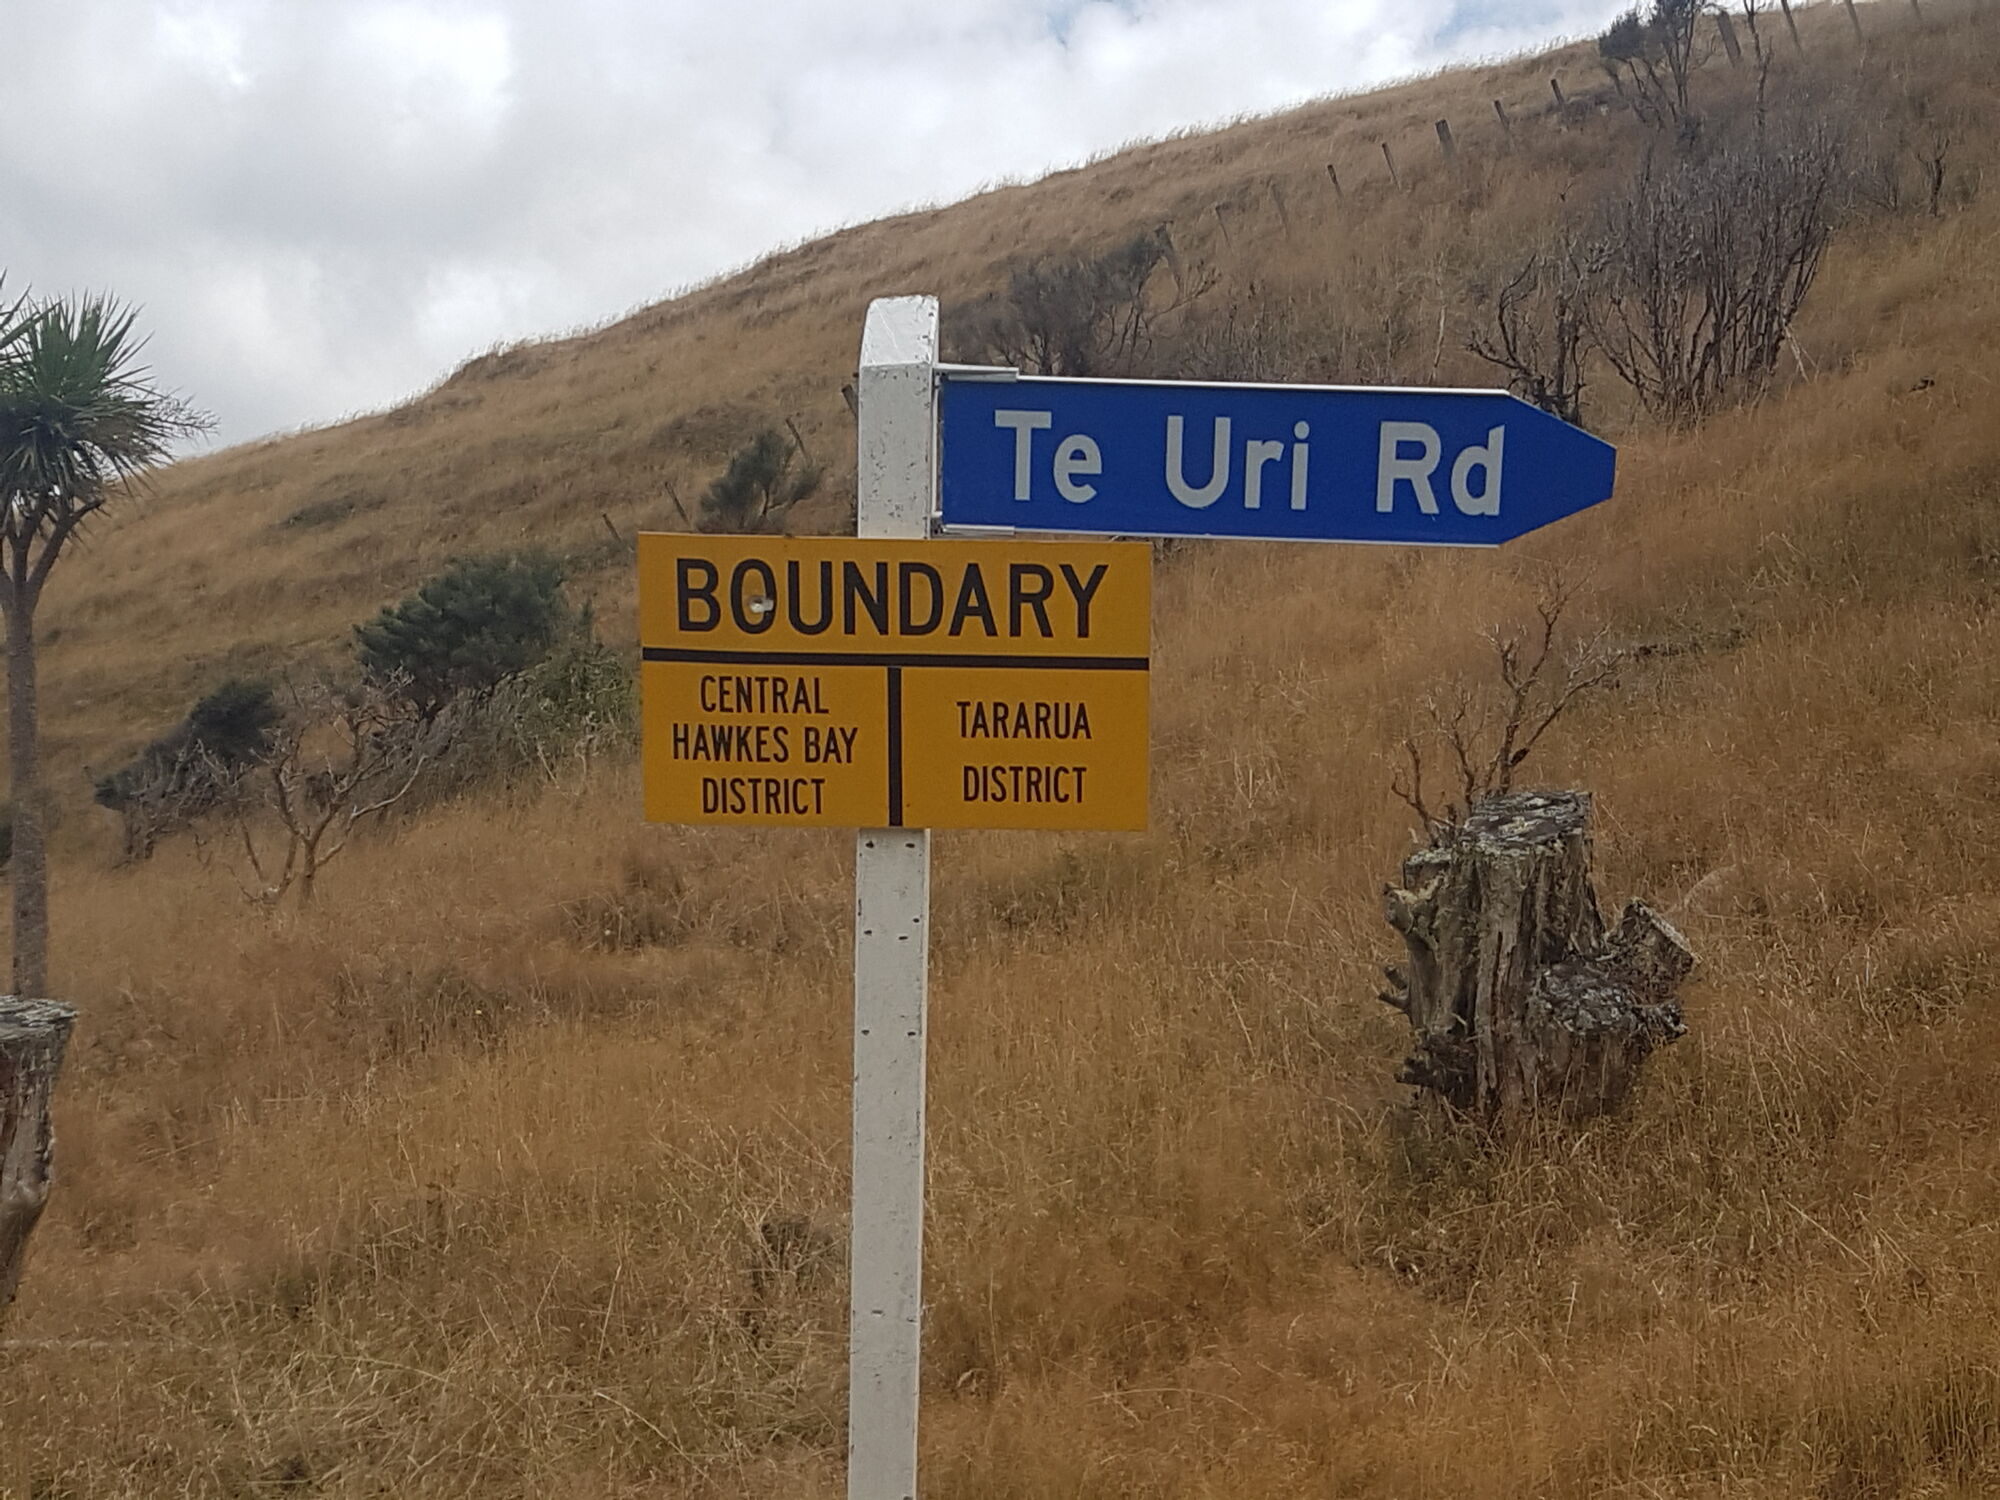 Te Uri Rd
BOUNDARY
CENTRAL
HAWKES BAY
DISTRICT
TARARUA
DISTRICT